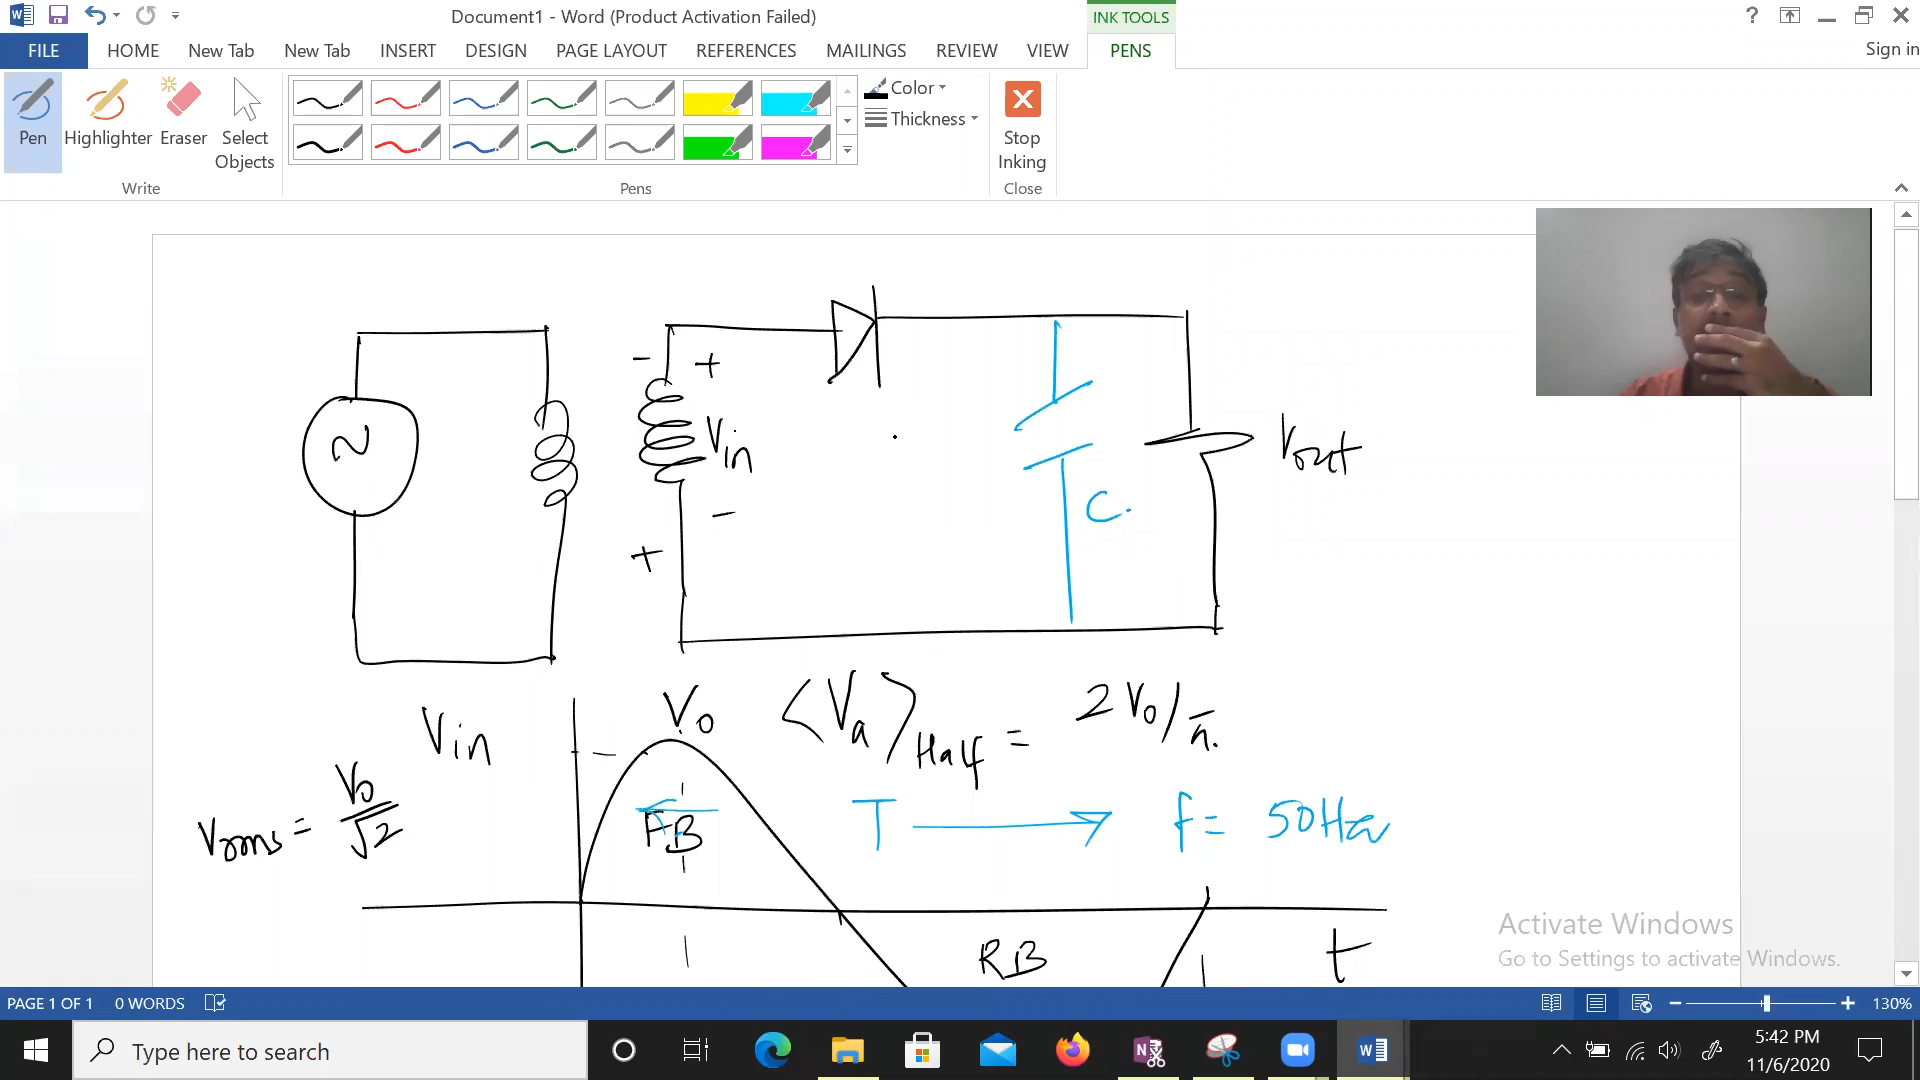 Document1 - Word (Product Activation Failed)
INK TOOLS
?
FILE HOME New Tab New Tab INSERT DESIGN PAGE LAYOUT REFERENCES MAILINGS REVIEW VIEW PENS Sign in
Pen Highlighter Eraser Select Objects
Color
Thickness
Stop Inking
Write Pens Close
- +
~ Vin Vout
-
+
C.
Vin V0 <Va>Half = 2V0/π.
Vrms = V0/√2
FB T → f = 50Hz
RB t
Activate Windows
Go to Settings to activate Windows.
PAGE 1 OF 1 0 WORDS 130%
Type here to search
5:42 PM
11/6/2020